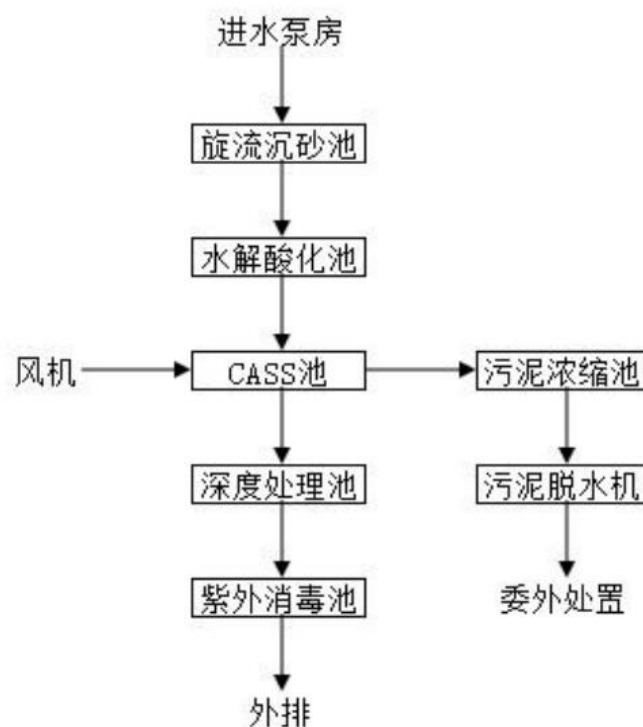 进水泵房
旋流沉砂池
水解酸化池
风机
CASS池
污泥浓缩池
深度处理池
污泥脱水机
紫外消毒池
委外处置
外排